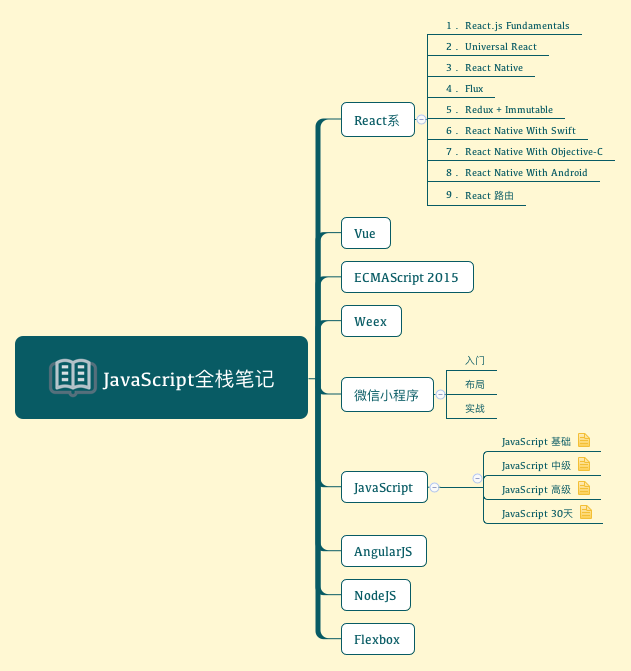 JavaScript全栈笔记
React系
1 . React.js Fundamentals
2 . Universal React
3 . React Native
4 . Flux
5 . Redux + Immutable
6 . React Native With Swift
7 . React Native With Objective-C
8 . React Native With Android
9 . React 路由
Vue
ECMAScript 2015
Weex
微信小程序
入门
布局
实战
JavaScript
JavaScript 基础
JavaScript 中级
JavaScript 高级
JavaScript 30天
AngularJS
NodeJS
Flexbox